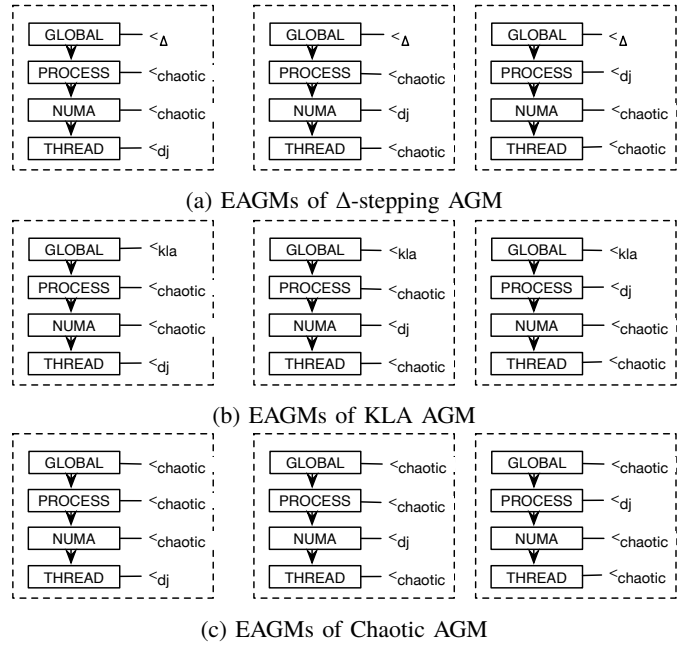 GLOBAL <Δ GLOBAL <Δ GLOBAL <Δ
PROCESS <chaotic PROCESS <chaotic PROCESS <dj
NUMA <chaotic NUMA <dj NUMA <chaotic
THREAD <dj THREAD <chaotic THREAD <chaotic
(a) EAGMs of Δ-stepping AGM
GLOBAL <kla GLOBAL <kla GLOBAL <kla
PROCESS <chaotic PROCESS <chaotic PROCESS <dj
NUMA <chaotic NUMA <dj NUMA <chaotic
THREAD <dj THREAD <chaotic THREAD <chaotic
(b) EAGMs of KLA AGM
GLOBAL <chaotic GLOBAL <chaotic GLOBAL <chaotic
PROCESS <chaotic PROCESS <chaotic PROCESS <dj
NUMA <chaotic NUMA <dj NUMA <chaotic
THREAD <dj THREAD <chaotic THREAD <chaotic
(c) EAGMs of Chaotic AGM